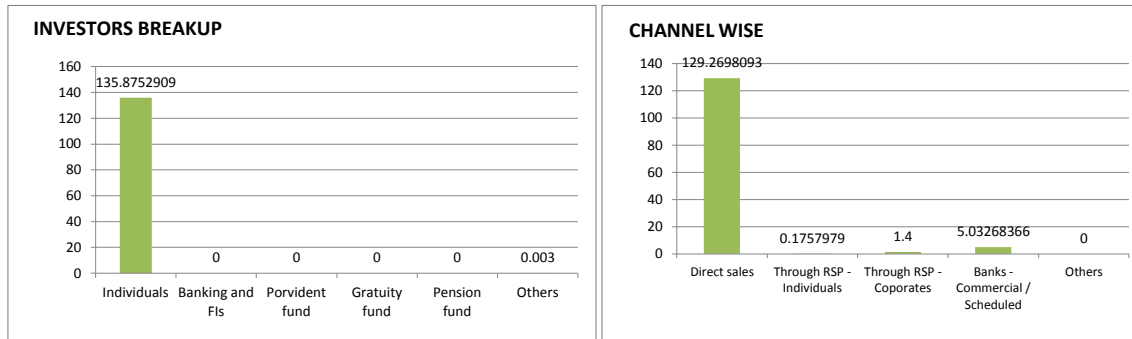 INVESTORS BREAKUP
160
140
120
100
80
60
40
20
0
135.8752909
0
0
0
0
0.003
Individuals
Banking and
FIs
Porvident
fund
Gratuity
fund
Pension
fund
Others
CHANNEL WISE
140
120
100
80
60
40
20
0
129.2698093
0.1757979
1.4
5.03268366
0
Direct sales
Through RSP -
Individuals
Through RSP -
Coporates
Banks -
Commercial /
Scheduled
Others